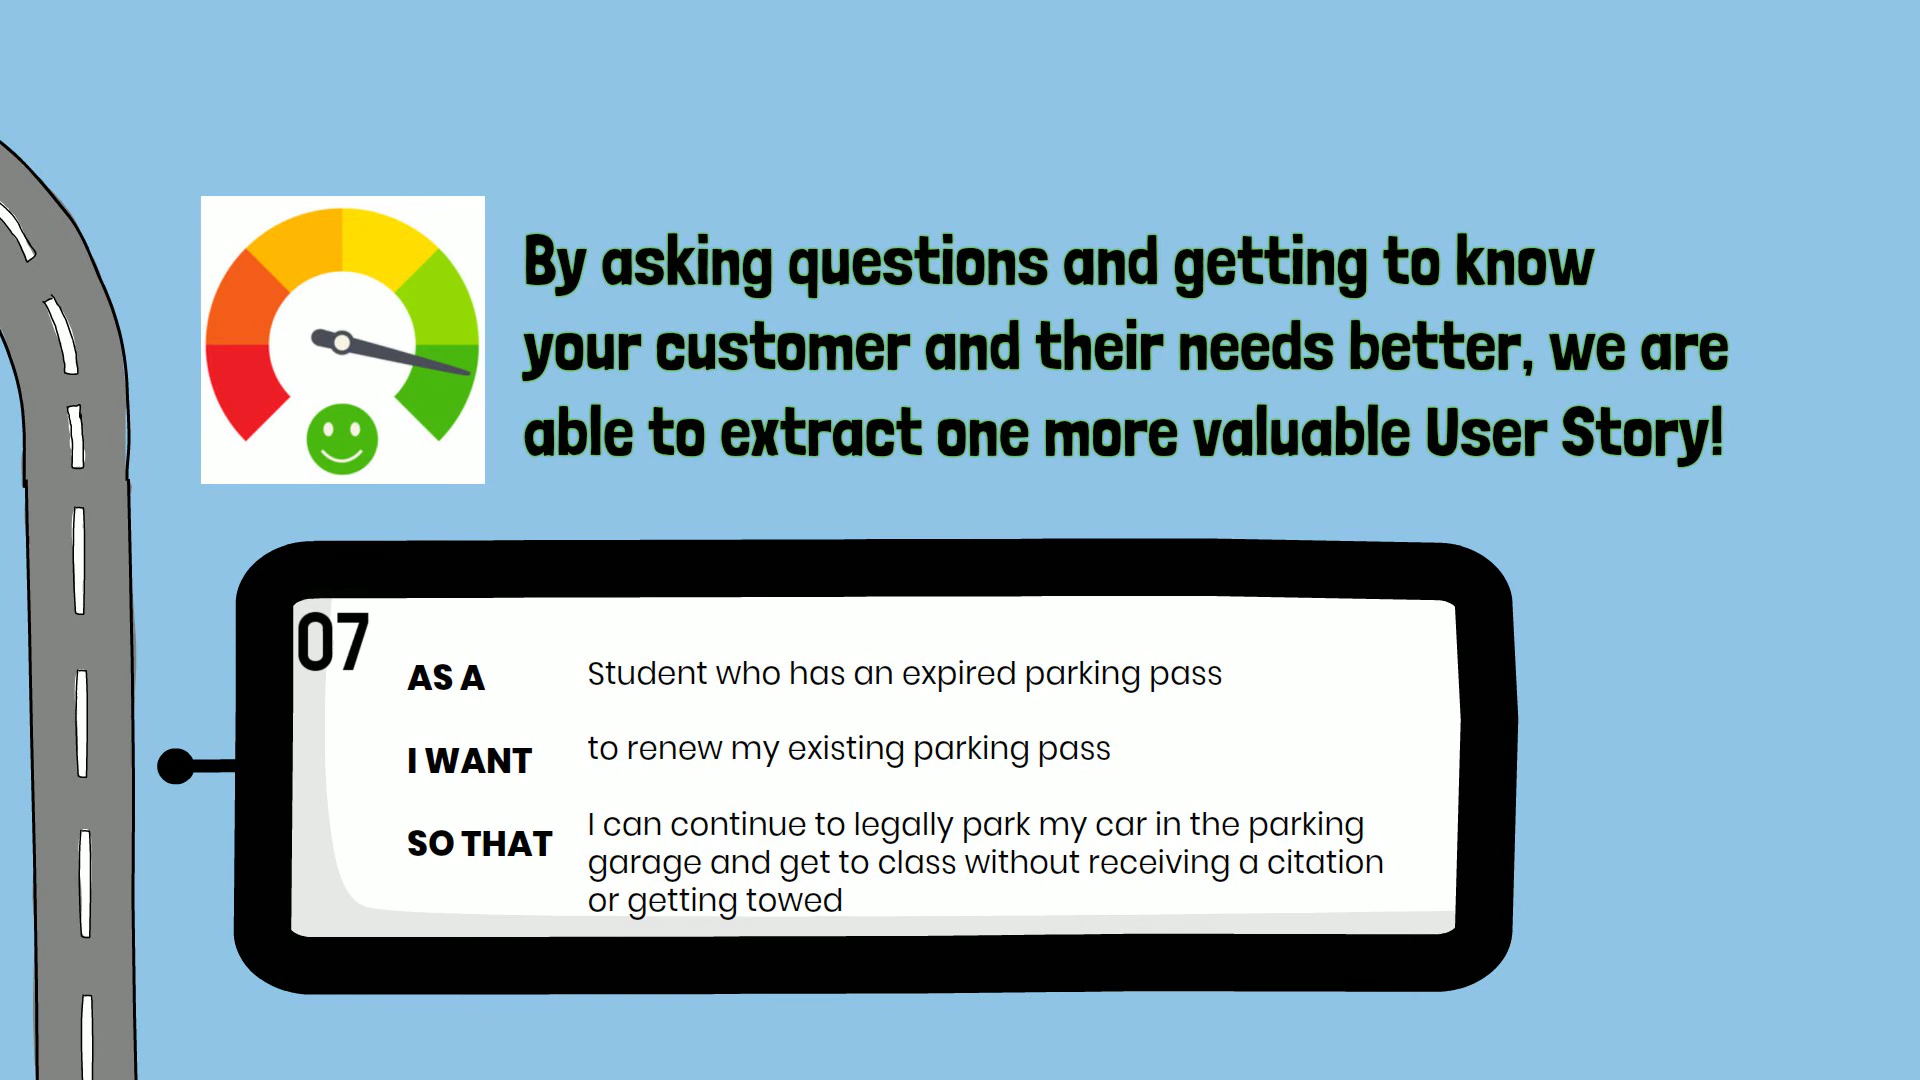 By asking questions and getting to know
your customer and their needs better, we are
able to extract one more valuable User Story!
07
AS A Student who has an expired parking pass
I WANT to renew my existing parking pass
SO THAT I can continue to legally park my car in the parking
garage and get to class without receiving a citation
or getting towed